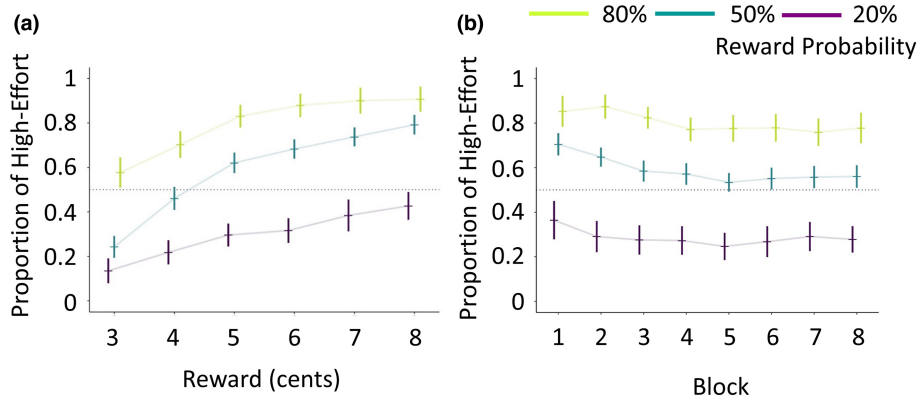 (a)
(b)
80% 50% 20%
Reward Probability
Proportion of High-Effort
1
0.8
0.6
0.4
0.2
0
3 4 5 6 7 8
Reward (cents)
Proportion of High-Effort
1
0.8
0.6
0.4
0.2
0
1 2 3 4 5 6 7 8
Block